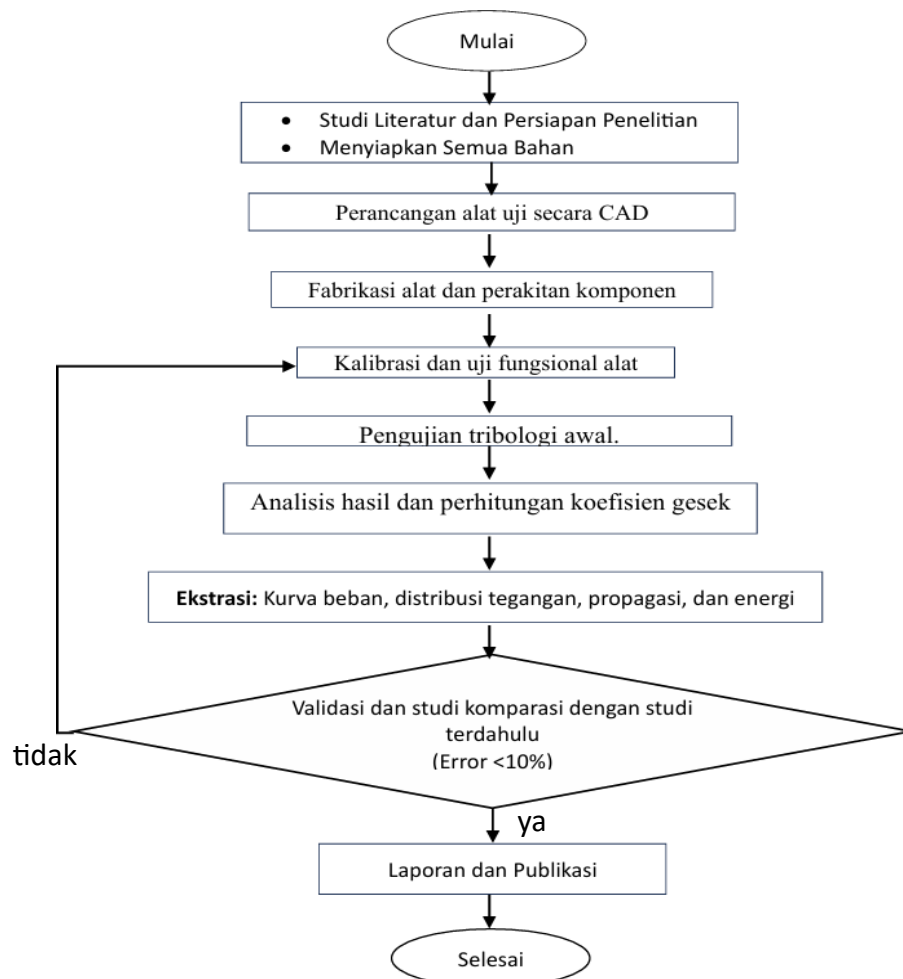 Mulai
• Studi Literatur dan Persiapan Penelitian
• Menyiapkan Semua Bahan
Perancangan alat uji secara CAD
Fabrikasi alat dan perakitan komponen
Kalibrasi dan uji fungsional alat
Pengujian tribologi awal.
Analisis hasil dan perhitungan koefisien gesek
Ekstrasi: Kurva beban, distribusi tegangan, propagasi, dan energi
Validasi dan studi komparasi dengan studi
terdahulu
(Error <10%)
tidak
ya
Laporan dan Publikasi
Selesai